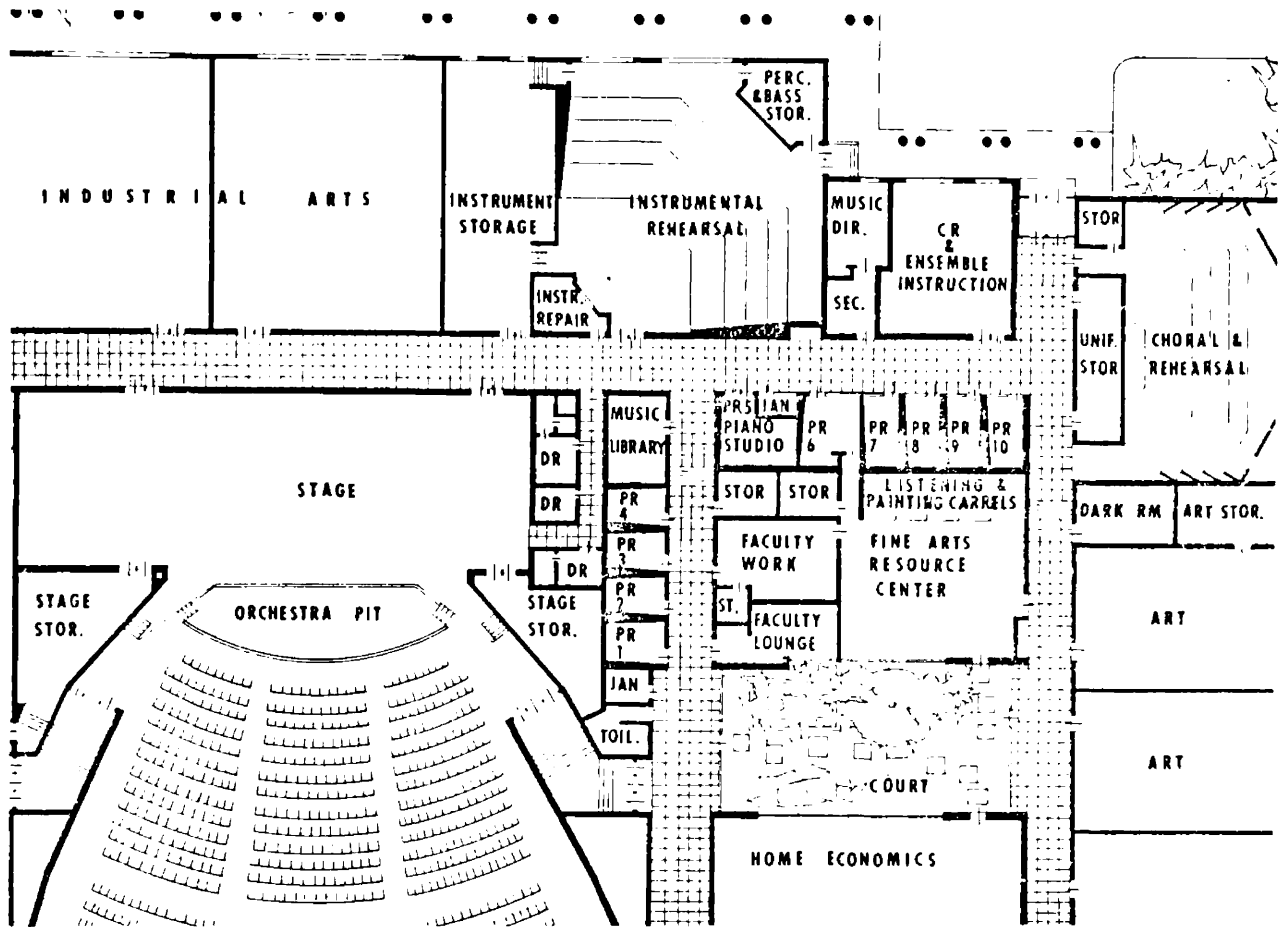 PERC.
&BASS
STOR.
INDUSTRIAL ARTS
INSTRUMENT
STORAGE
INSTRUMENTAL
REHEARSAL
MUSIC
DIR.
CR
&
ENSEMBLE
INSTRUCTION
STOR
INSTR.
REPAIR
SEC.
UNIF.
STOR
CHORAL &
REHEARSAL
MUSIC
LIBRARY
PR5
PIANO
STUDIO
JAN
PR
6
PR
7
PR
8
PR
9
PR
10
DR
DR
STAGE
PR
4
STOR
STOR
LISTENING &
PAINTING CARRELS
DARK RM
ART STOR.
FACULTY
WORK
FINE ARTS
RESOURCE
CENTER
PR
3
DR
STAGE
STOR.
ORCHESTRA PIT
STAGE
STOR.
PR
2
ST.
FACULTY
LOUNGE
ART
PR
1
JAN
TOIL.
COURT
ART
HOME ECONOMICS